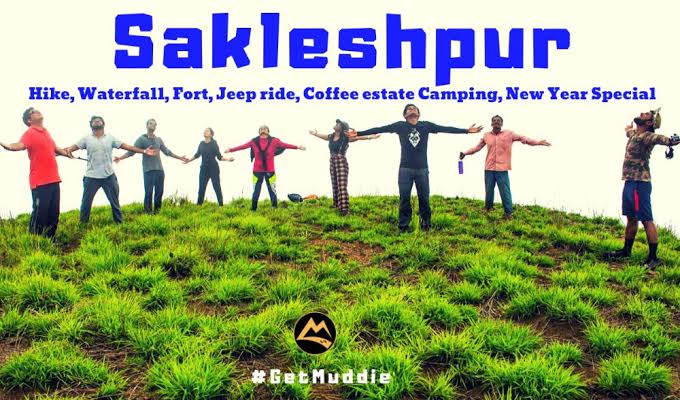 Sakleshpur
Hike, Waterfall, Fort, Jeep ride, Coffee estate Camping, New Year Special
#GetMuddie